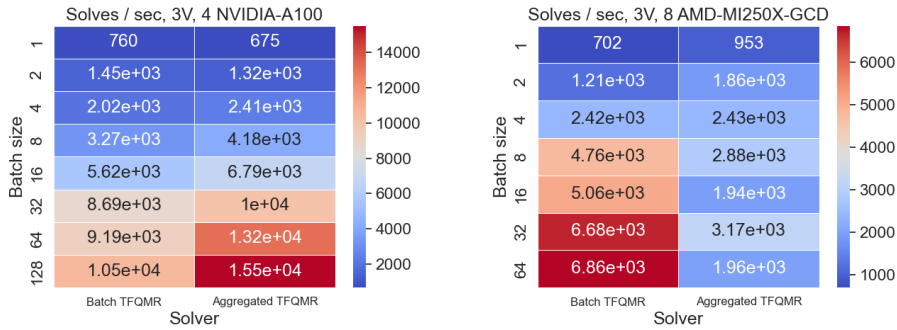 Solves / sec, 3V, 4 NVIDIA-A100
Batch size
1 760 675
2 1.45e+03 1.32e+03
4 2.02e+03 2.41e+03
8 3.27e+03 4.18e+03
16 5.62e+03 6.79e+03
32 8.69e+03 1e+04
64 9.19e+03 1.32e+04
128 1.05e+04 1.55e+04
Batch TFQMR Aggregated TFQMR
Solver
14000
12000
10000
8000
6000
4000
2000
Solves / sec, 3V, 8 AMD-MI250X-GCD
Batch size
1 702 953
2 1.21e+03 1.86e+03
4 2.42e+03 2.43e+03
8 4.76e+03 2.88e+03
16 5.06e+03 1.94e+03
32 6.68e+03 3.17e+03
64 6.86e+03 1.96e+03
Batch TFQMR Aggregated TFQMR
Solver
6000
5000
4000
3000
2000
1000